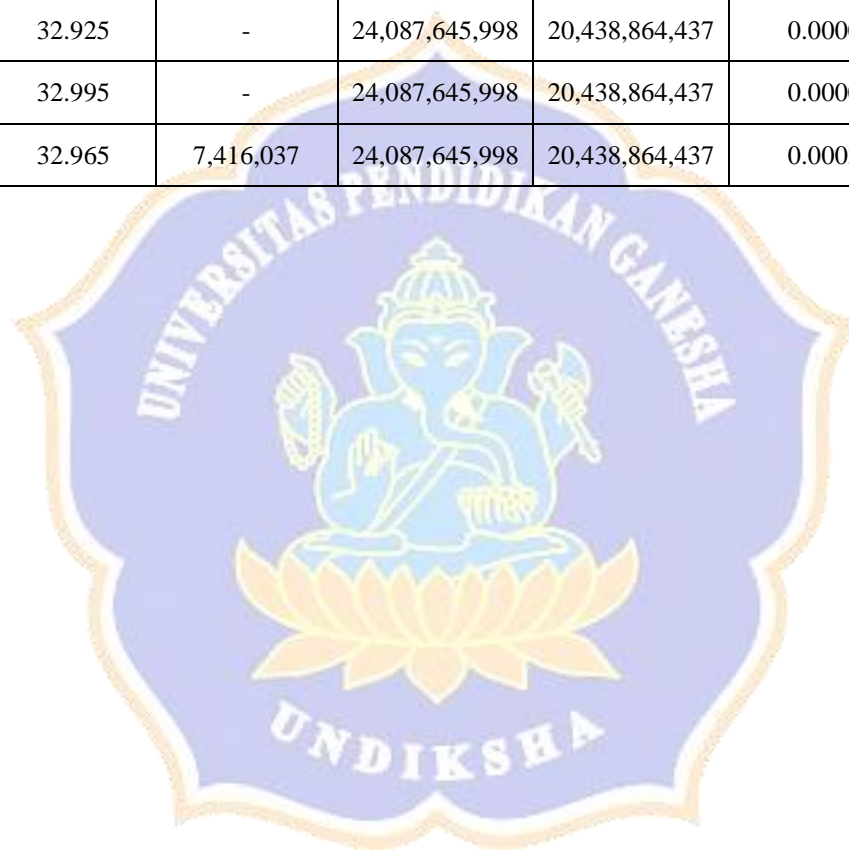 32.925 - 24,087,645,998 20,438,864,437
32.995 - 24,087,645,998 20,438,864,437
32.965 7,416,037 24,087,645,998 20,438,864,437
UNIVERSITAS PENDIDIKAN GANESHA
UNDIKSHA